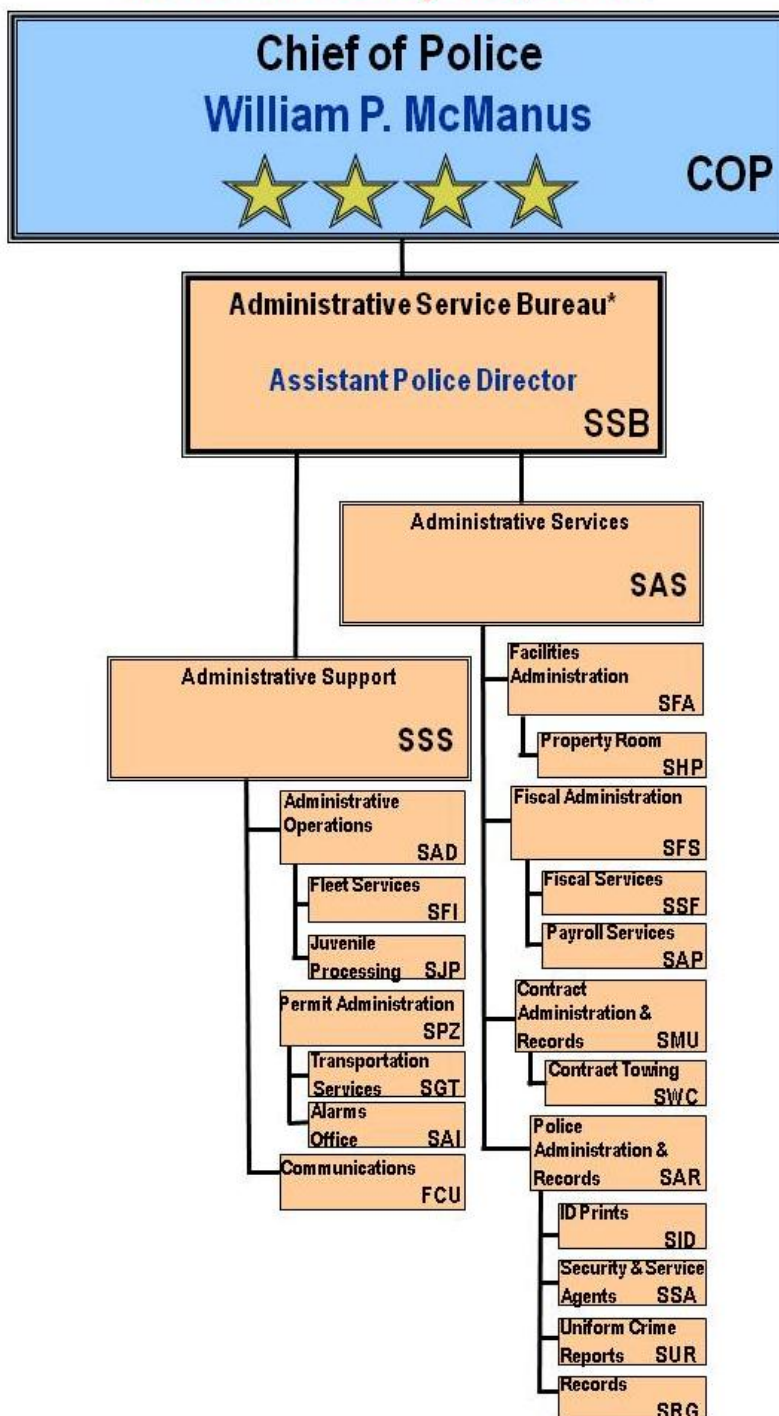 Chief of Police
William P. McManus
COP
Administrative Service Bureau*
Assistant Police Director
SSB
Administrative Services
SAS
Administrative Support
SSS
Facilities
Administration
SFA
Property Room
SHP
Fiscal Administration
SFS
Fiscal Services
SSF
Payroll Services
SAP
Contract
Administration &
Records SMU
Contract Towing
SWC
Police
Administration &
Records SAR
ID Prints
SID
Security & Service
Agents SSA
Uniform Crime
Reports SUR
Records
SRG
Administrative
Operations
SAD
Fleet Services
SFI
Juvenile
Processing SJP
Permit Administration
SPZ
Transportation
Services SGT
Alarms
Office SAI
Communications
FCU